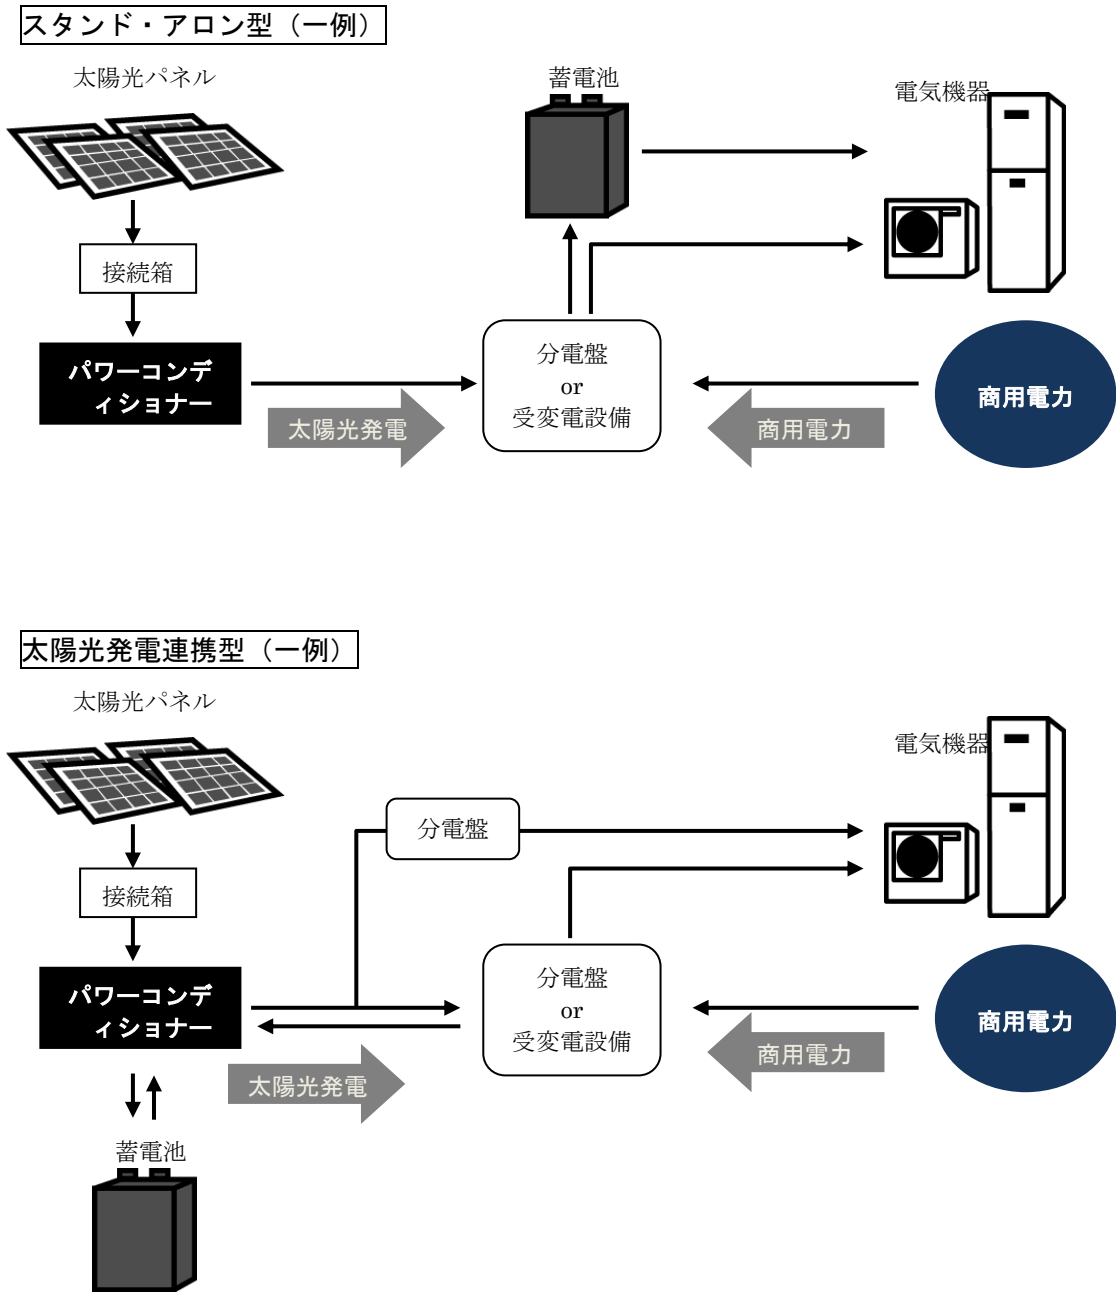 スタンド・アロン型（一例）
太陽光パネル
蓄電池
電気機器
接続箱
パワーコンデ
ィショナー
分電盤
or
受変電設備
商用電力
太陽光発電
商用電力
太陽光発電連携型（一例）
太陽光パネル
電気機器
分電盤
接続箱
パワーコンデ
ィショナー
分電盤
or
受変電設備
商用電力
太陽光発電
商用電力
蓄電池